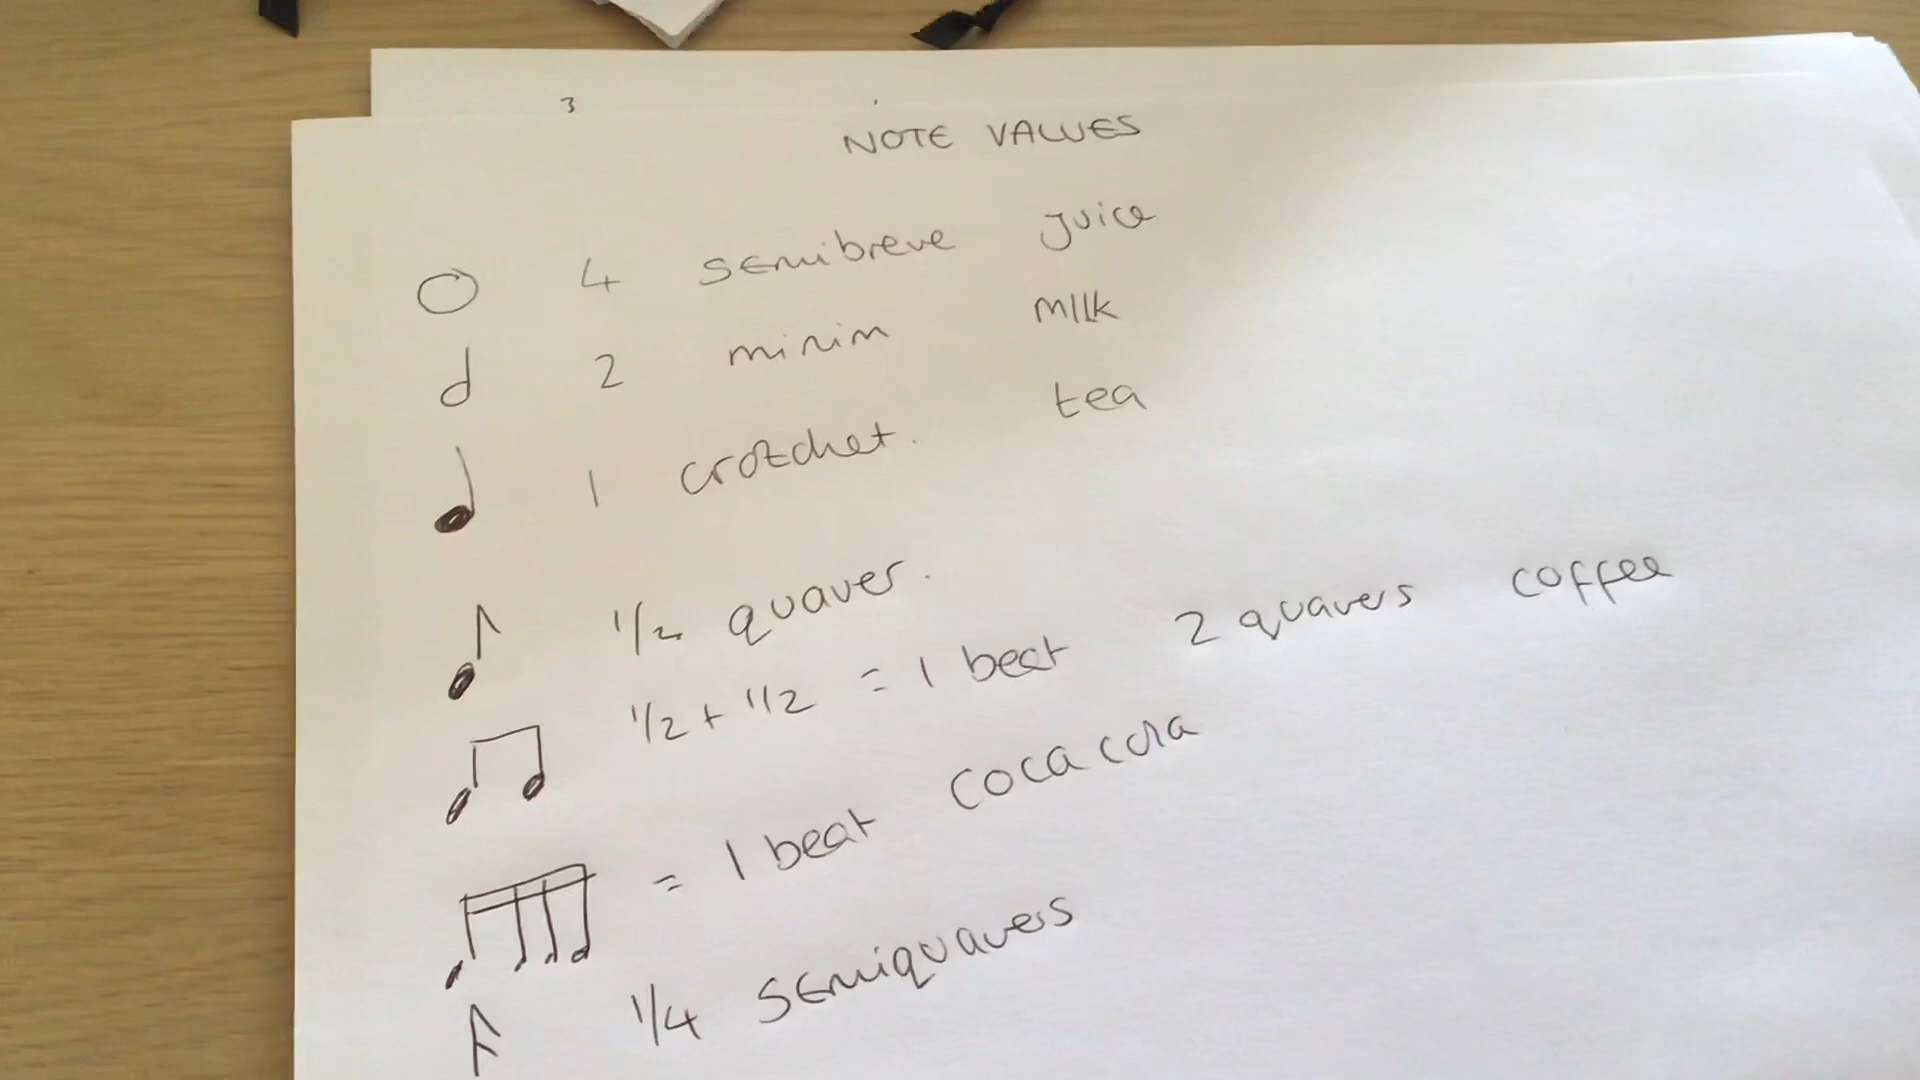 3
NOTE VALUES
4 semibreve juice
2 minim milk
1 crotchet. tea
1/2 quaver.
1/2 + 1/2 = 1 beat 2 quavers coffee
= 1 beat coca cola
1/4 semiquavers